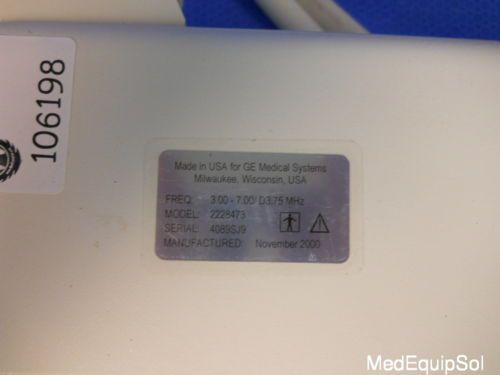 106198
Made in USA for GE Medical Systems
Milwaukee, Wisconsin, USA
FREQ: 3.00 - 7.00/ D3.75 MHz
MODEL: 2228473
SERIAL: 4089SJ9
MANUFACTURED: November 2000
MedEquipSol